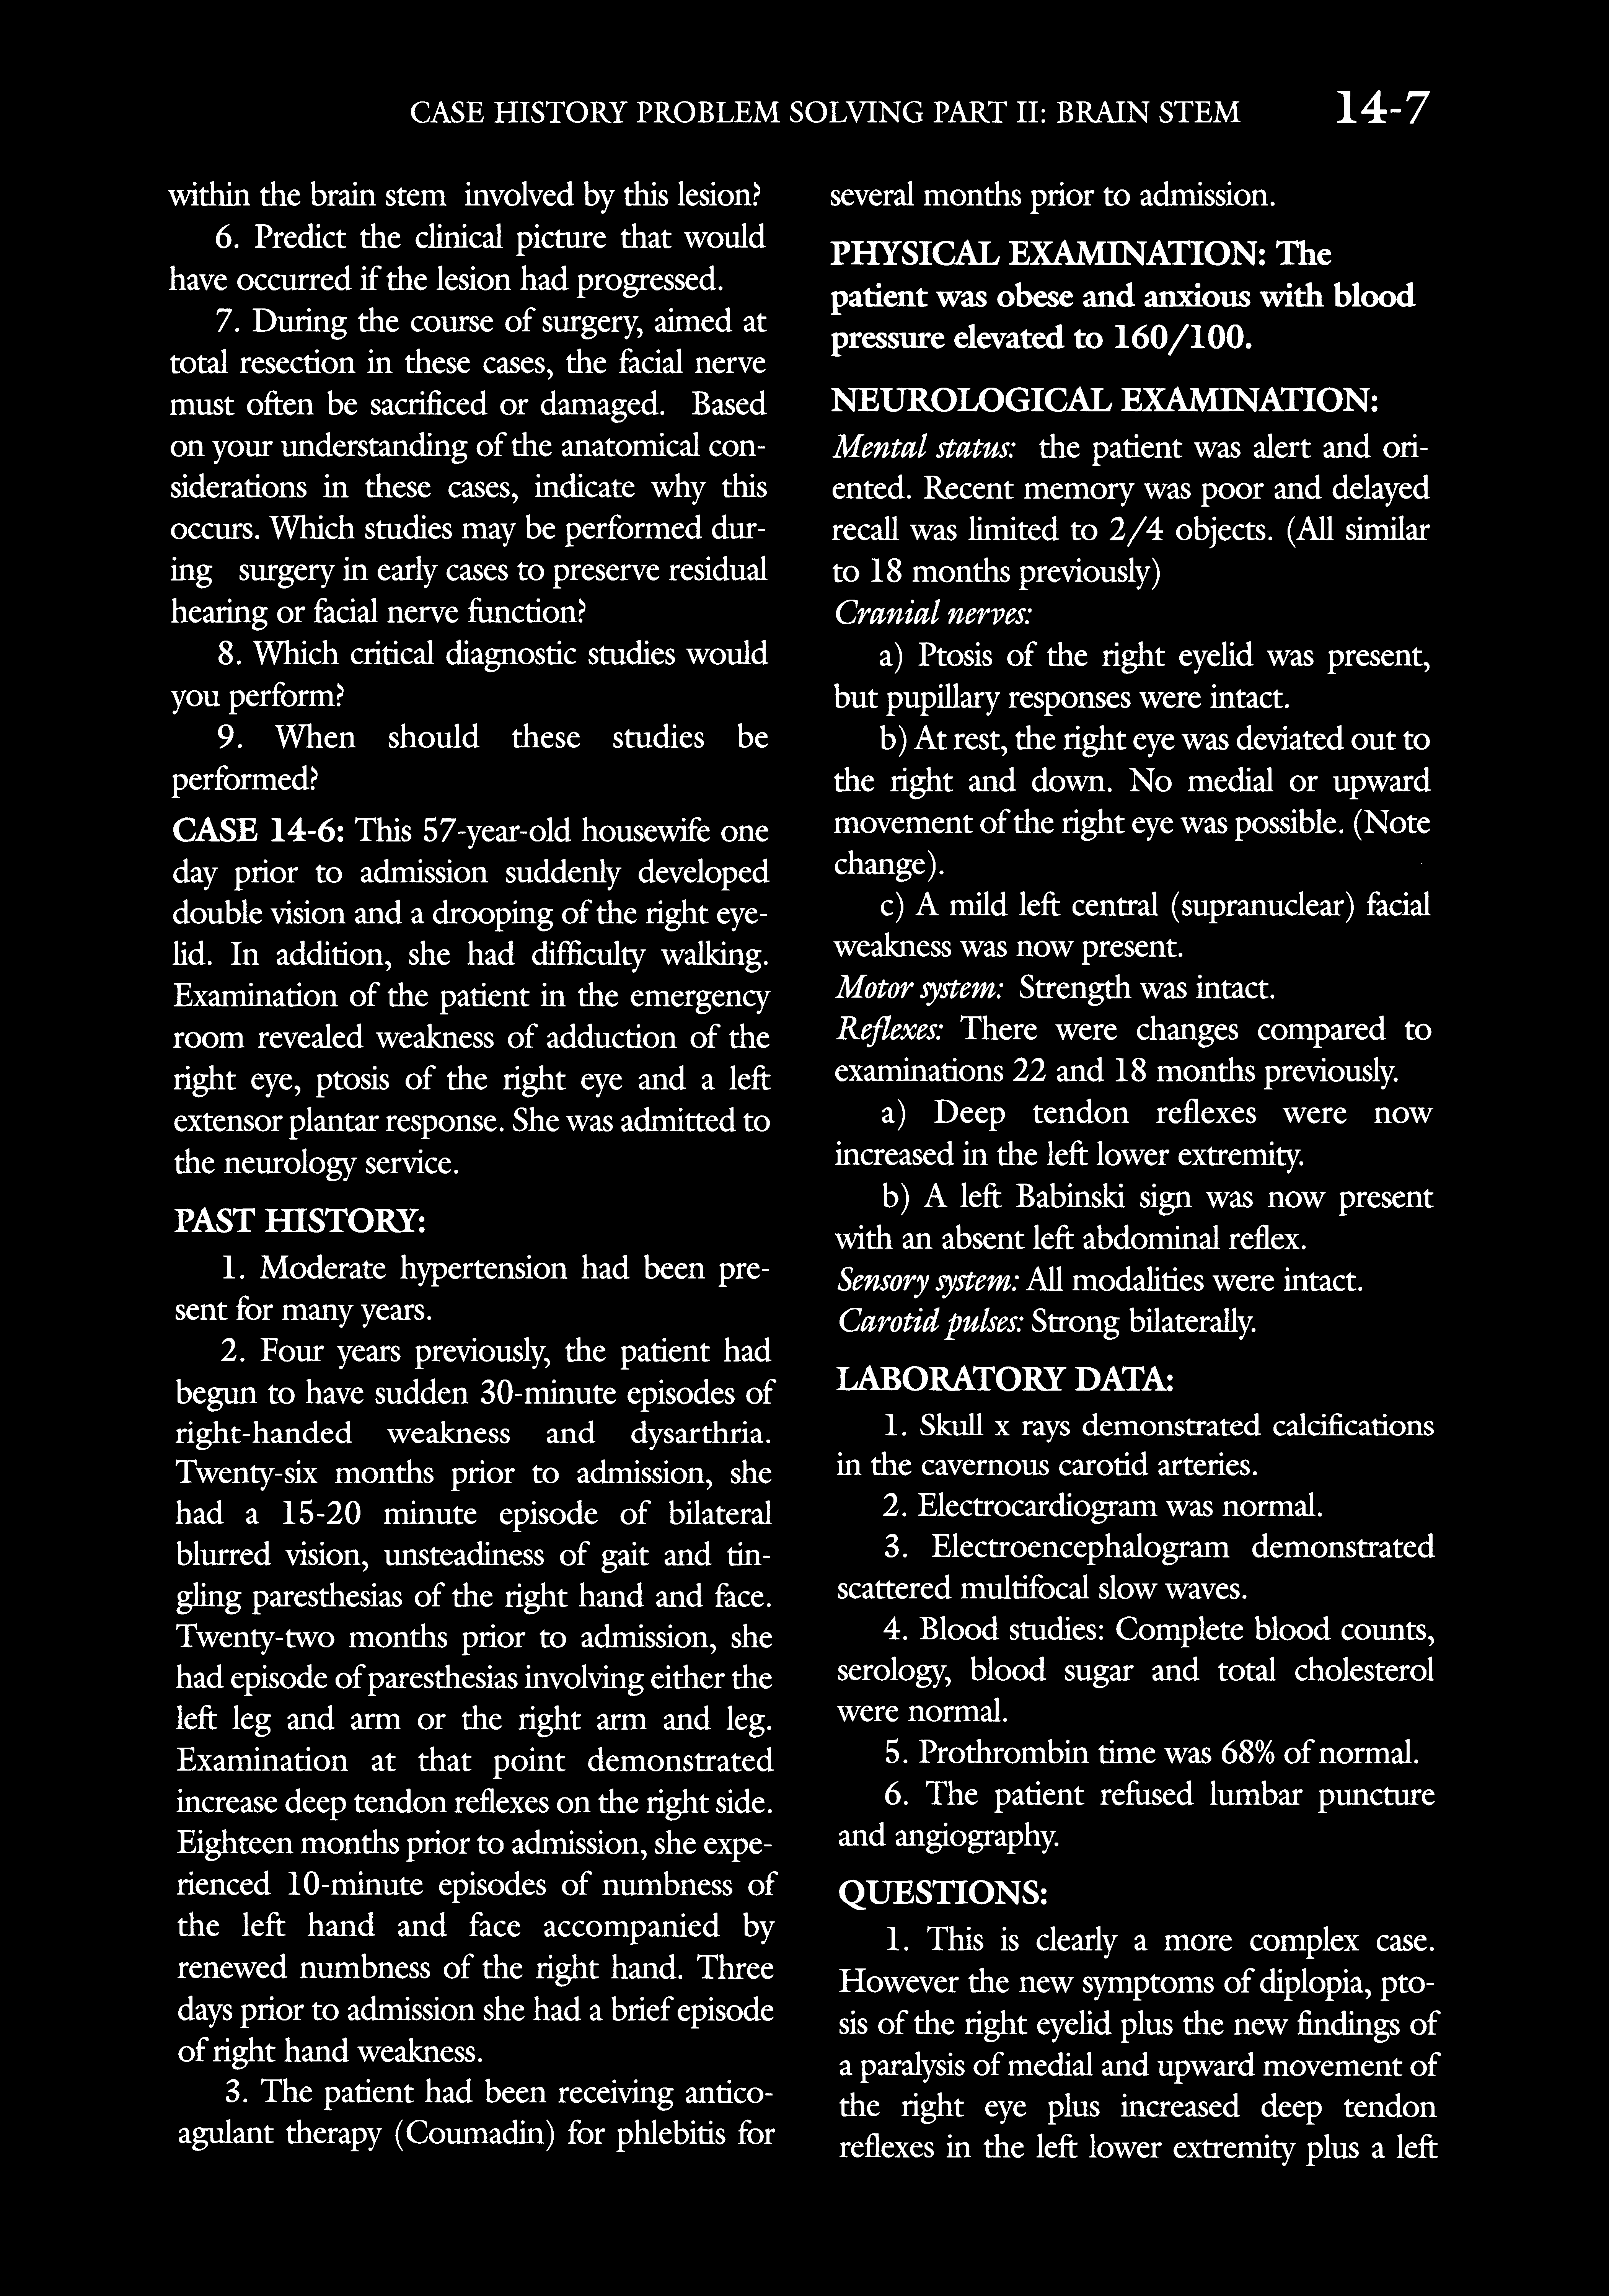 CASE HISTORY PROBLEM SOLVING PART II: BRAIN STEM 14-7
within the brain stem involved by this lesion?
6. Predict the clinical picture that would
have occurred if the lesion had progressed.
7. During the course of surgery, aimed at
total resection in these cases, the facial nerve
must often be sacrificed or damaged. Based
on your understanding of the anatomical con-
siderations in these cases, indicate why this
occurs. Which studies may be performed dur-
ing surgery in early cases to preserve residual
hearing or facial nerve function?
8. Which critical diagnostic studies would
you perform?
9. When should these studies be
performed?
CASE 14-6: This 57-year-old housewife one
day prior to admission suddenly developed
double vision and a drooping of the right eye-
lid. In addition, she had difficulty walking.
Examination of the patient in the emergency
room revealed weakness of adduction of the
right eye, ptosis of the right eye and a left
extensor plantar response. She was admitted to
the neurology service.
PAST HISTORY:
1. Moderate hypertension had been pre-
sent for many years.
2. Four years previously, the patient had
begun to have sudden 30-minute episodes of
right-handed weakness and dysarthria.
Twenty-six months prior to admission, she
had a 15-20 minute episode of bilateral
blurred vision, unsteadiness of gait and tin-
gling paresthesias of the right hand and face.
Twenty-two months prior to admission, she
had episode of paresthesias involving either the
left leg and arm or the right arm and leg.
Examination at that point demonstrated
increase deep tendon reflexes on the right side.
Eighteen months prior to admission, she expe-
rienced 10-minute episodes of numbness of
the left hand and face accompanied by
renewed numbness of the right hand. Three
days prior to admission she had a brief episode
of right hand weakness.
3. The patient had been receiving antico-
agulant therapy (Coumadin) for phlebitis for
several months prior to admission.
PHYSICAL EXAMINATION: The
patient was obese and anxious with blood
pressure elevated to 160/100.
NEUROLOGICAL EXAMINATION:
Mental status: the patient was alert and ori-
ented. Recent memory was poor and delayed
recall was limited to 2/4 objects. (All similar
to 18 months previously)
Cranial nerves:
a) Ptosis of the right eyelid was present,
but pupillary responses were intact.
b) At rest, the right eye was deviated out to
the right and down. No medial or upward
movement of the right eye was possible. (Note
change).
c) A mild left central (supranuclear) facial
weakness was now present.
Motor system: Strength was intact.
Reflexes: There were changes compared to
examinations 22 and 18 months previously.
a) Deep tendon reflexes were now
increased in the left lower extremity.
b) A left Babinski sign was now present
with an absent left abdominal reflex.
Sensory system: All modalities were intact.
Carotid pulses: Strong bilaterally.
LABORATORY DATA:
1. Skull x rays demonstrated calcifications
in the cavernous carotid arteries.
2. Electrocardiogram was normal.
3. Electroencephalogram demonstrated
scattered multifocal slow waves.
4. Blood studies: Complete blood counts,
serology, blood sugar and total cholesterol
were normal.
5. Prothrombin time was 68% of normal.
6. The patient refused lumbar puncture
and angiography.
QUESTIONS:
1. This is clearly a more complex case.
However the new symptoms of diplopia, pto-
sis of the right eyelid plus the new findings of
a paralysis of medial and upward movement of
the right eye plus increased deep tendon
reflexes in the left lower extremity plus a left